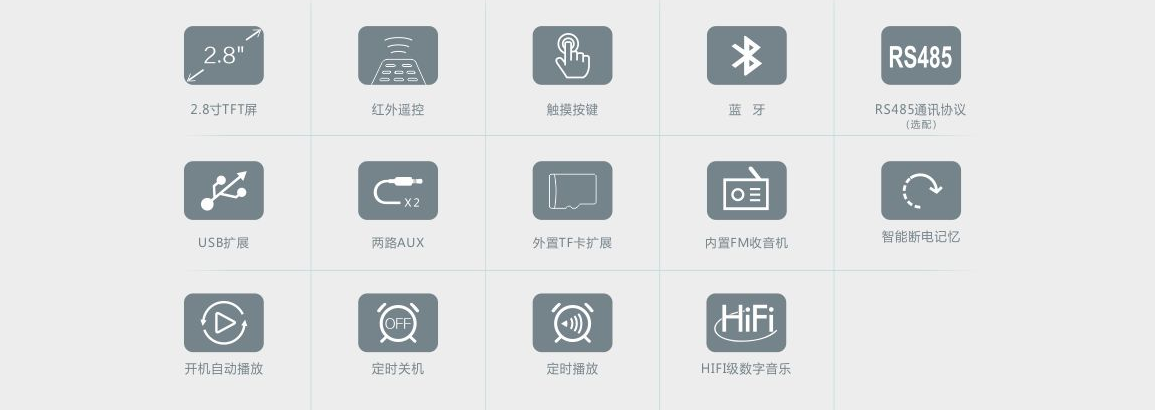 2.8"
RS485
2.8寸TFT屏
红外遥控
触摸按键
蓝 牙
RS485通讯协议
(选配)
X2
USB扩展
两路AUX
外置TF卡扩展
内置FM收音机
智能断电记忆
OFF
HiFi
开机自动播放
定时关机
定时播放
HIFI级数字音乐